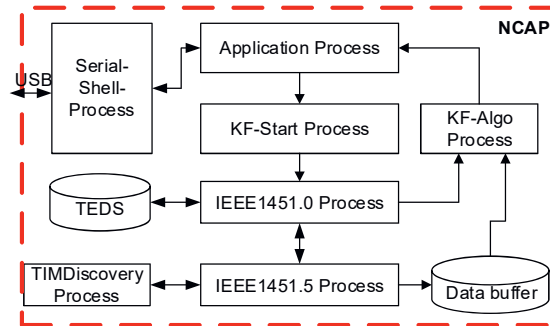 NCAP
USB
Serial-
Shell-
Process
Application Process
KF-Start Process
KF-Algo
Process
TEDS
IEEE1451.0 Process
TIMDiscovery
Process
IEEE1451.5 Process
Data buffer